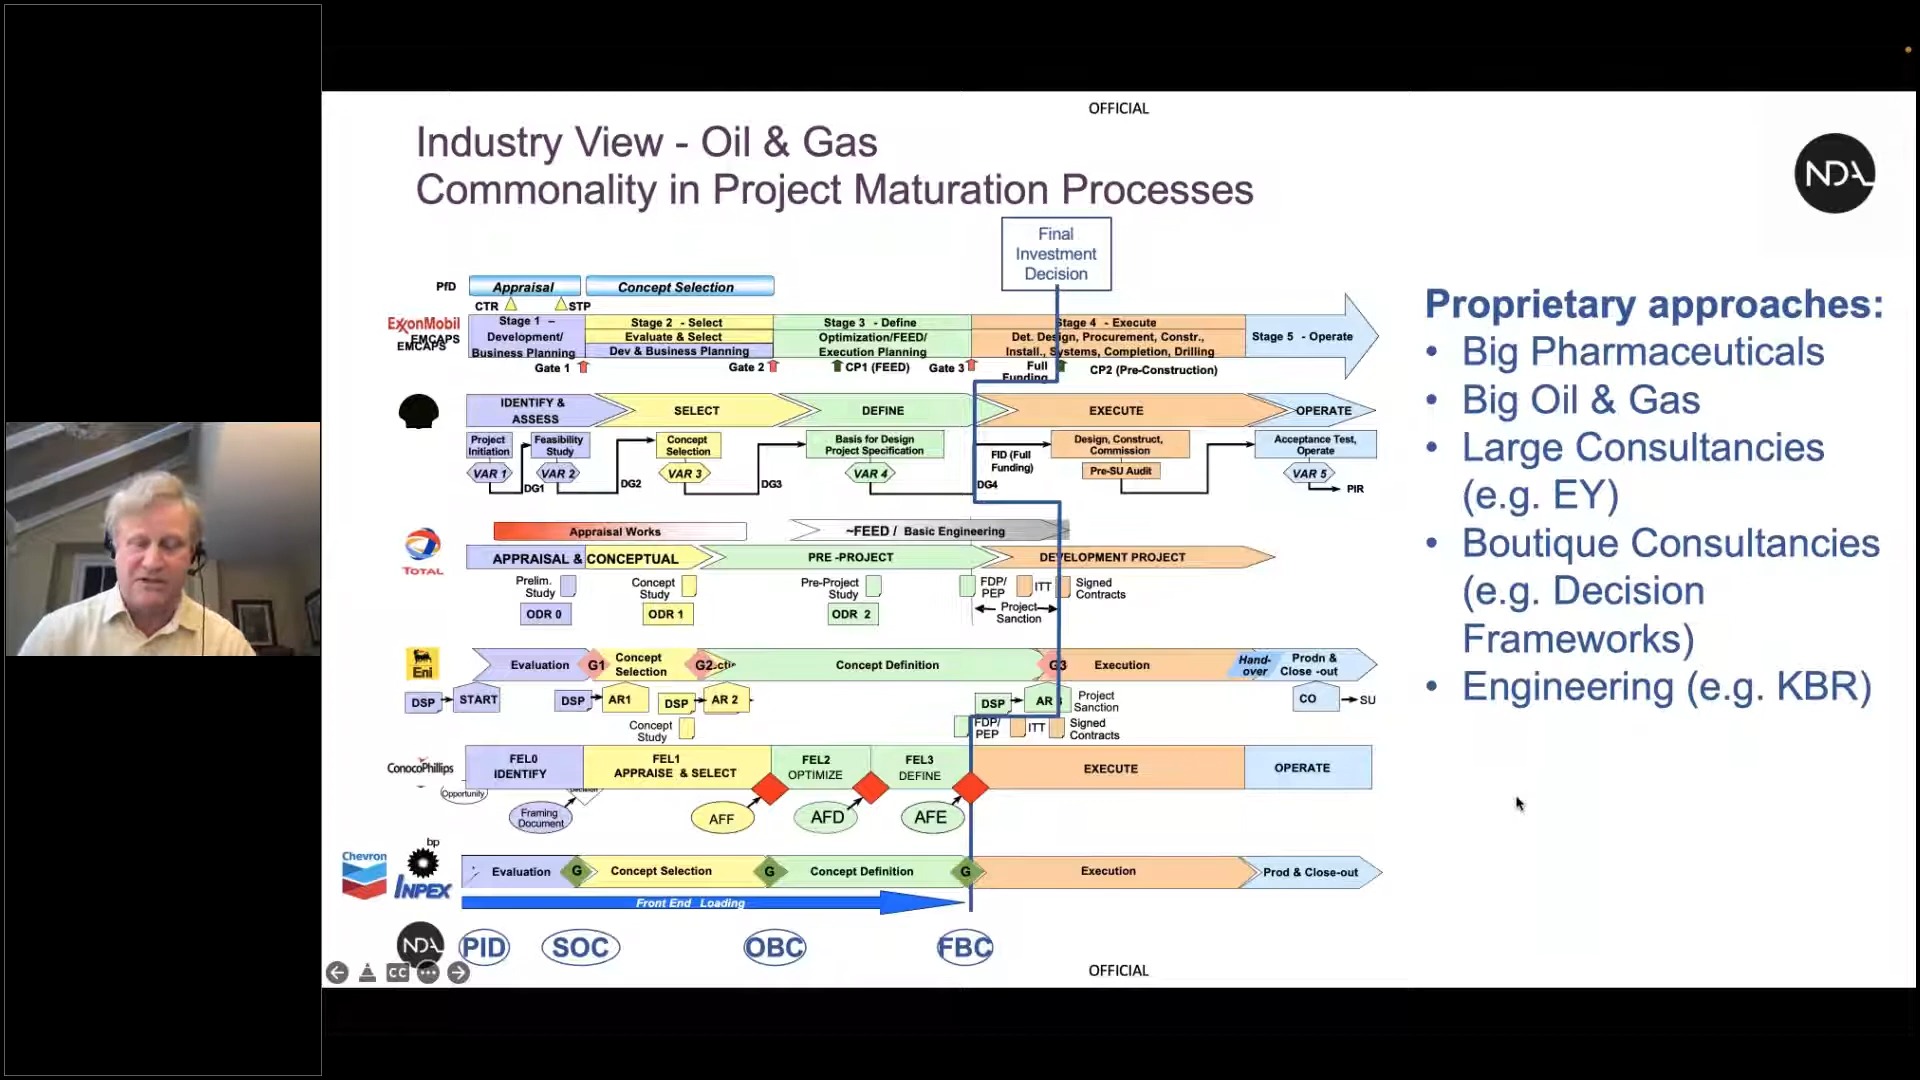 OFFICIAL
Industry View - Oil & Gas
Commonality in Project Maturation Processes
NDA
Final
Investment
Decision
PfD
Appraisal
Concept Selection
CTR
STP
ExxonMobil
EMCAPS
EMCAPS
Stage 1 –
Development/
Business Planning
Stage 2 - Select
Evaluate & Select
Dev & Business Planning
Stage 3 - Define
Optimization/FEED/
Execution Planning
Stage 4 - Execute
Det. Design, Procurement, Constr.,
Install., Systems, Completion, Drilling
Stage 5 - Operate
Gate 1
Gate 2
CP1 (FEED)
Gate 3
Full
Funding
CP2 (Pre-Construction)
IDENTIFY &
ASSESS
SELECT
DEFINE
EXECUTE
OPERATE
Project
Initiation
Feasibility
Study
Concept
Selection
Basis for Design
Project Specification
FID (Full
Funding)
Design, Construct,
Commission
Pre-SU Audit
Acceptance Test,
Operate
VAR 1
VAR 2
VAR 3
VAR 4
VAR 5
DG1
DG2
DG3
DG4
PIR
Appraisal Works
~FEED / Basic Engineering
TOTAL
APPRAISAL & CONCEPTUAL
PRE -PROJECT
DEVELOPMENT PROJECT
Prelim.
Study
Concept
Study
Pre-Project
Study
FDP/
PEP
ITT
Signed
Contracts
ODR 0
ODR 1
ODR 2
Project
Sanction
Eni
Evaluation
G1
Concept
Selection
G2
Concept Definition
G3
Execution
Hand-
over
Prodn &
Close -out
DSP
START
DSP
AR1
DSP
AR 2
DSP
AR
Project
Sanction
CO
SU
Concept
Study
FDP/
PEP
ITT
Signed
Contracts
ConocoPhillips
FEL0
IDENTIFY
FEL1
APPRAISE & SELECT
FEL2
OPTIMIZE
FEL3
DEFINE
EXECUTE
OPERATE
Opportunity
Framing
Document
AFF
AFD
AFE
Chevron
bp
INPEX
Evaluation
G
Concept Selection
G
Concept Definition
G
Execution
Prod & Close-out
Front End Loading
NDA
PID
SOC
OBC
FBC
CC
Proprietary approaches:
• Big Pharmaceuticals
• Big Oil & Gas
• Large Consultancies
(e.g. EY)
• Boutique Consultancies
(e.g. Decision
Frameworks)
• Engineering (e.g. KBR)
OFFICIAL